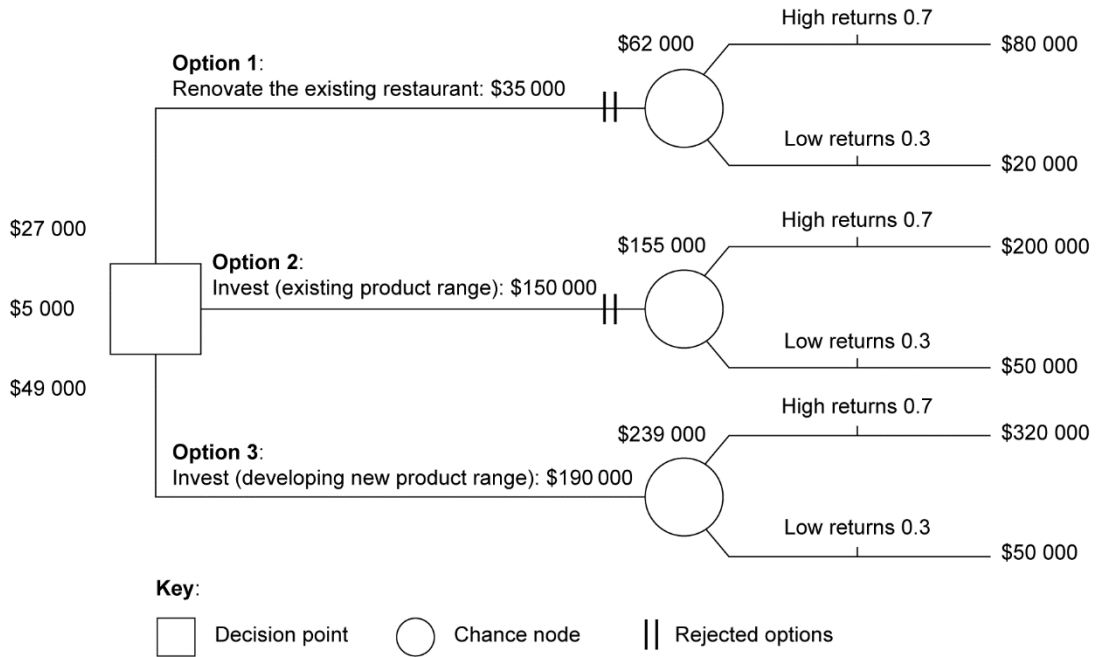 High returns 0.7
$62 000
$80 000
Option 1:
Renovate the existing restaurant: $35 000
Low returns 0.3
$20 000
$27 000
High returns 0.7
$155 000
$200 000
Option 2:
Invest (existing product range): $150 000
$5 000
Low returns 0.3
$50 000
$49 000
High returns 0.7
$239 000
$320 000
Option 3:
Invest (developing new product range): $190 000
Low returns 0.3
$50 000
Key:
Decision point
Chance node
Rejected options